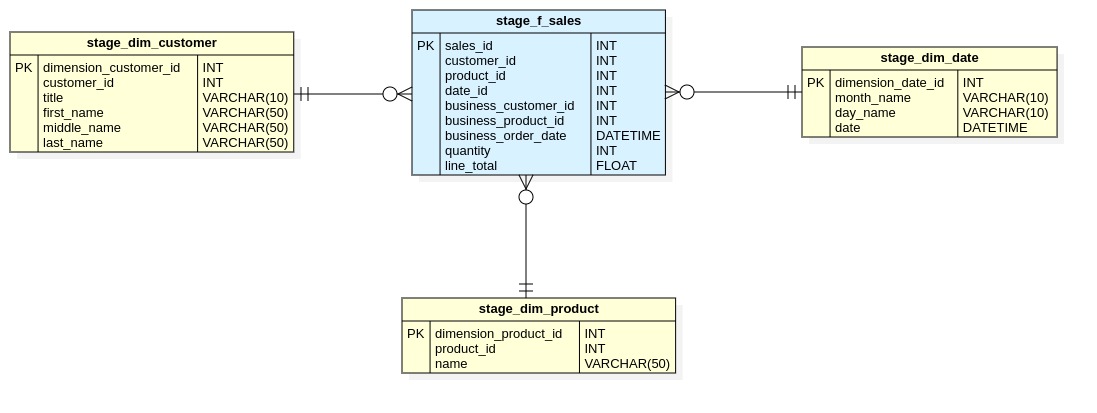 stage_dim_customer
PK dimension_customer_id INT
customer_id INT
title VARCHAR(10)
first_name VARCHAR(50)
middle_name VARCHAR(50)
last_name VARCHAR(50)
stage_f_sales
PK sales_id INT
customer_id INT
product_id INT
date_id INT
business_customer_id INT
business_product_id INT
business_order_date DATETIME
quantity INT
line_total FLOAT
stage_dim_date
PK dimension_date_id INT
month_name VARCHAR(10)
day_name VARCHAR(10)
date DATETIME
stage_dim_product
PK dimension_product_id INT
product_id INT
name VARCHAR(50)